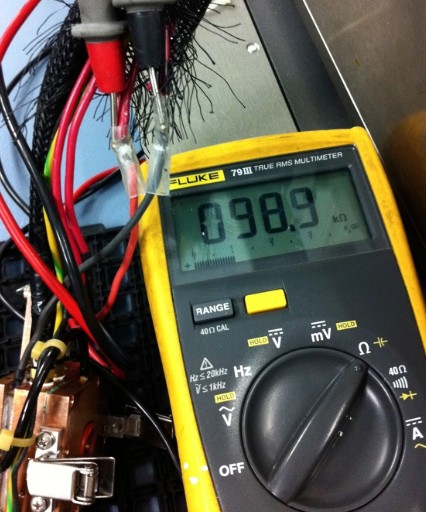 FLUKE 79III TRUE RMS MULTIMETER
098.9 kΩ
RANGE
40Ω CAL
HOLD V
mV HOLD
Ω
40Ω
Hz
Hz ≤ 20kHz
V ≤ 1kHz
HOLD
V
A
OFF